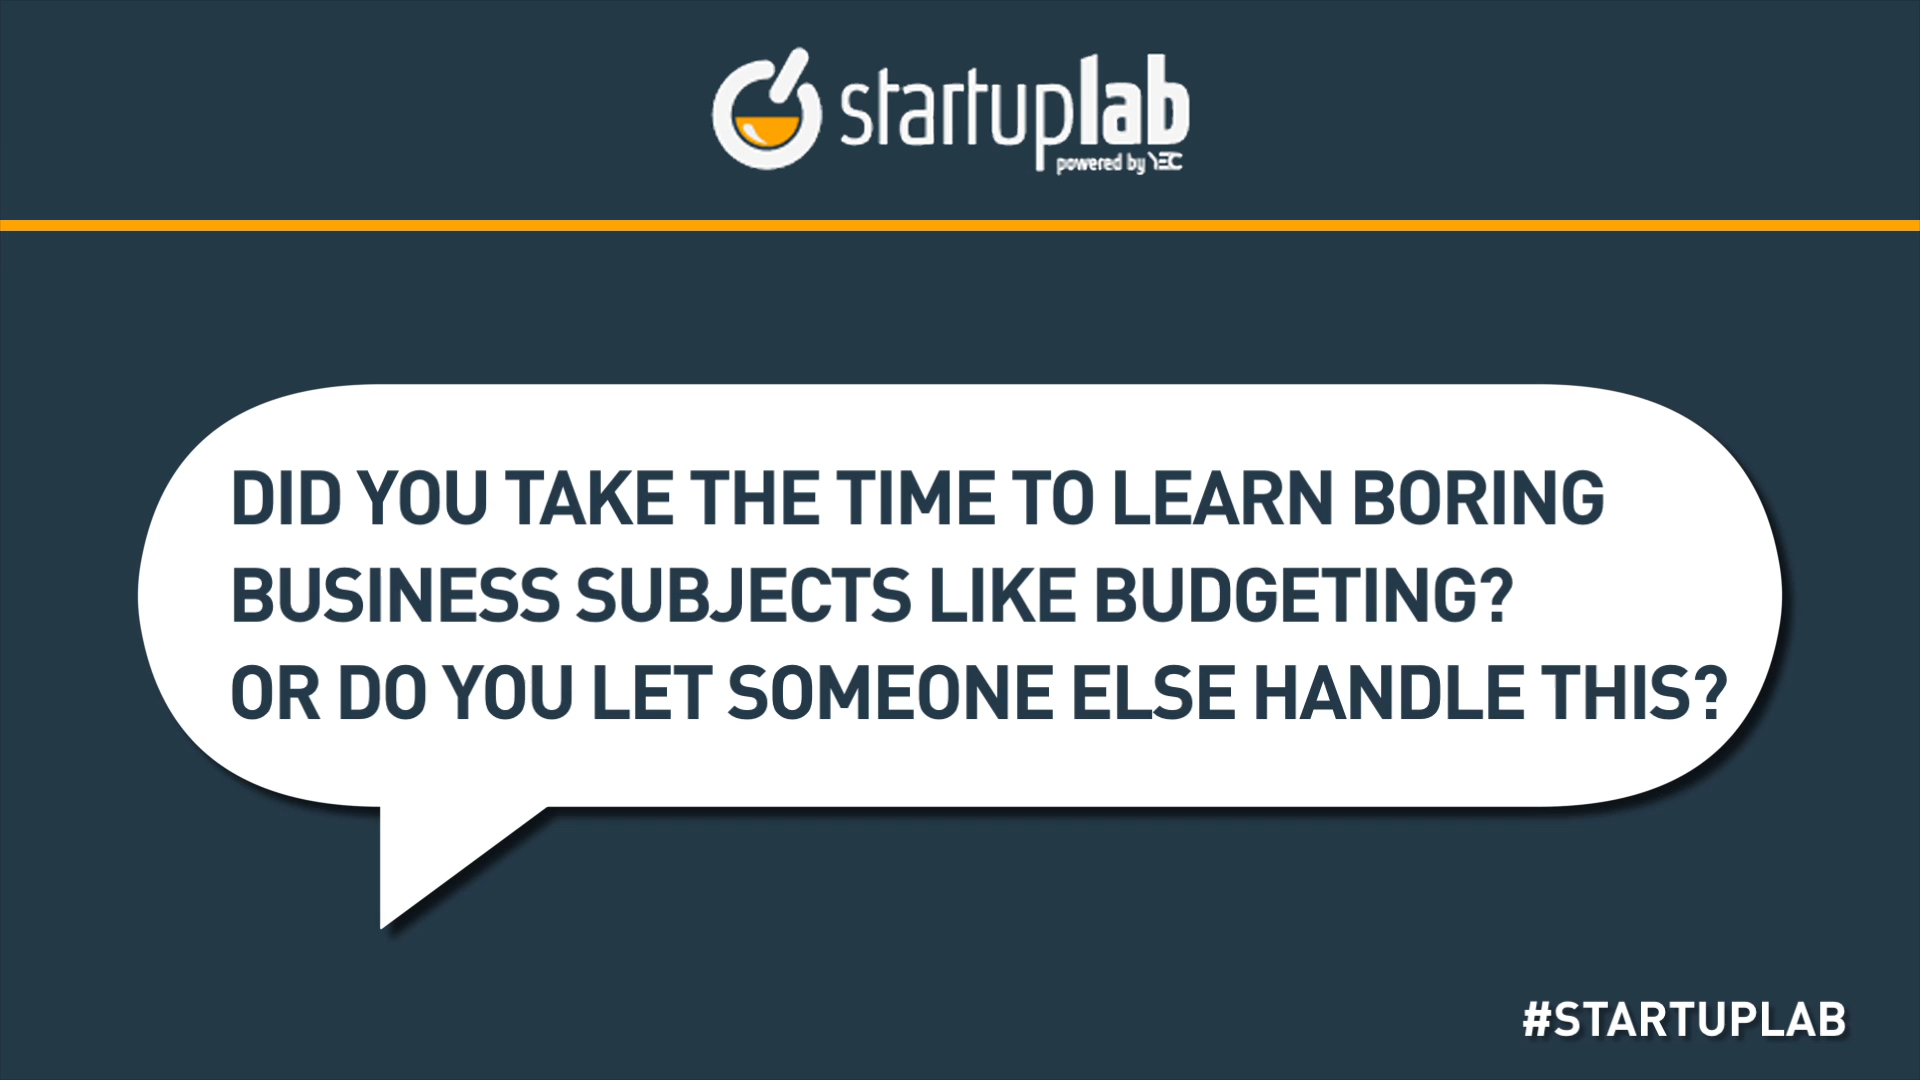 startuplab
powered by YEC
DID YOU TAKE THE TIME TO LEARN BORING
BUSINESS SUBJECTS LIKE BUDGETING?
OR DO YOU LET SOMEONE ELSE HANDLE THIS?
#STARTUPLAB